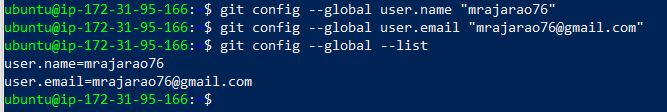 ubuntu@ip-172-31-95-166:~$ git config --global user.name "mrajarao76"
ubuntu@ip-172-31-95-166:~$ git config --global user.email "mrajarao76@gmail.com"
ubuntu@ip-172-31-95-166:~$ git config --global --list
user.name=mrajarao76
user.email=mrajarao76@gmail.com
ubuntu@ip-172-31-95-166:~$